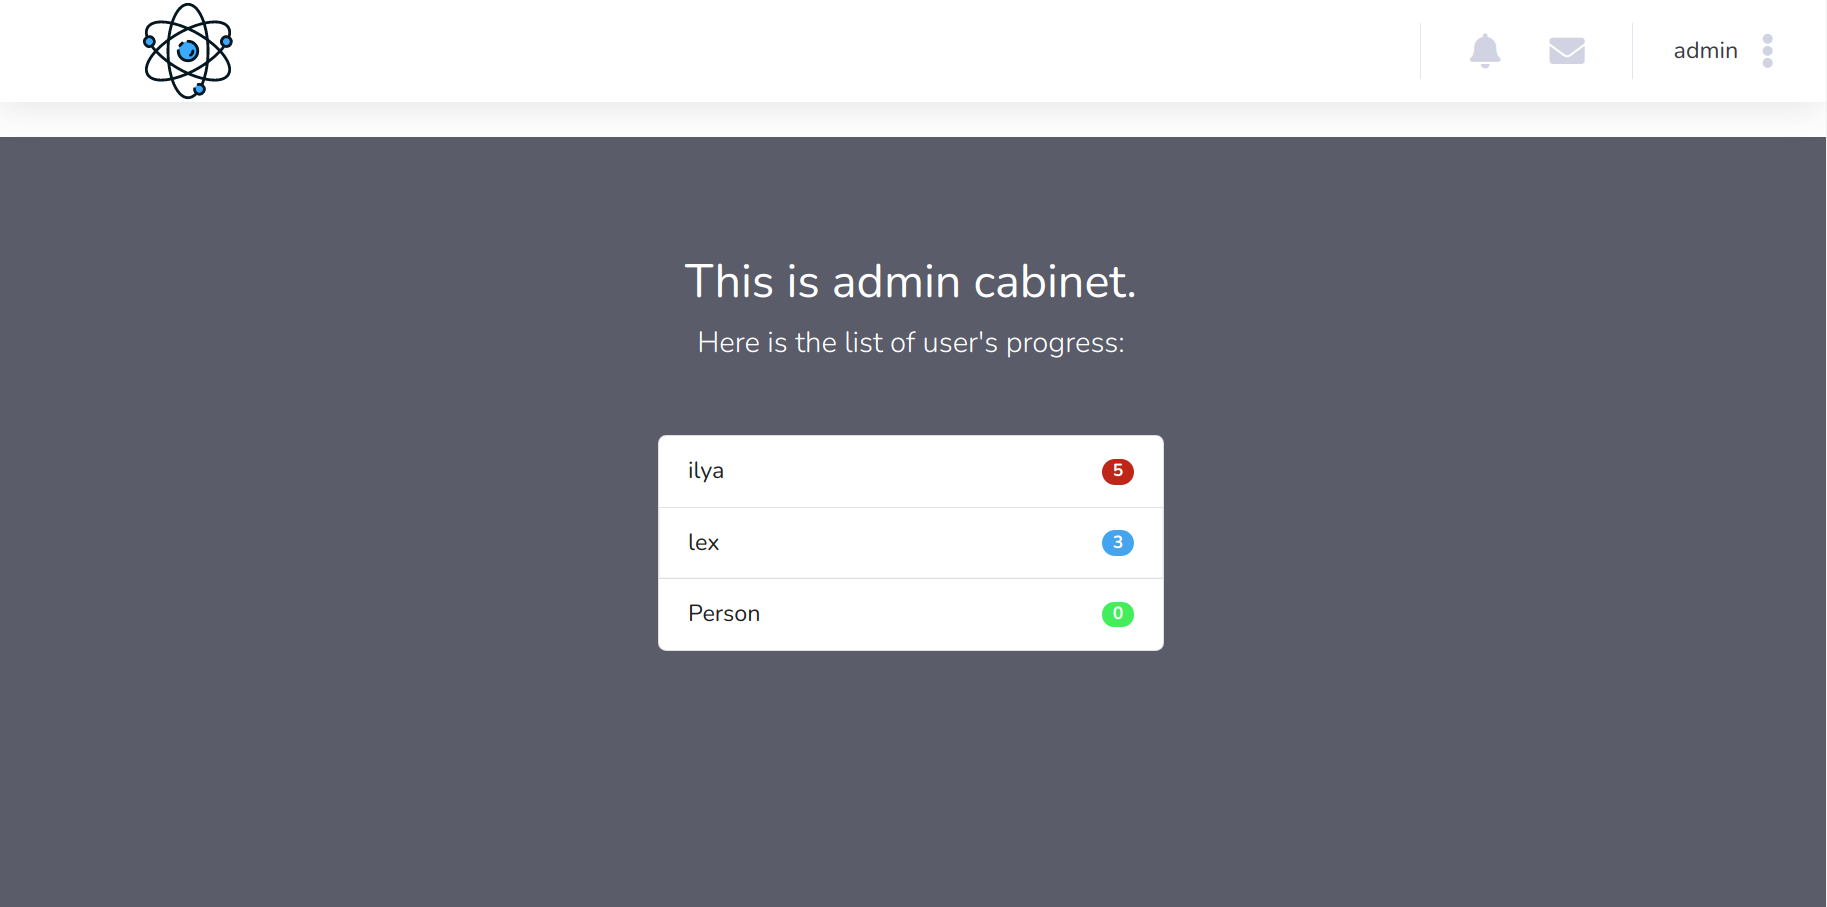 admin
This is admin cabinet.
Here is the list of user's progress:
ilya 5
lex 3
Person 0